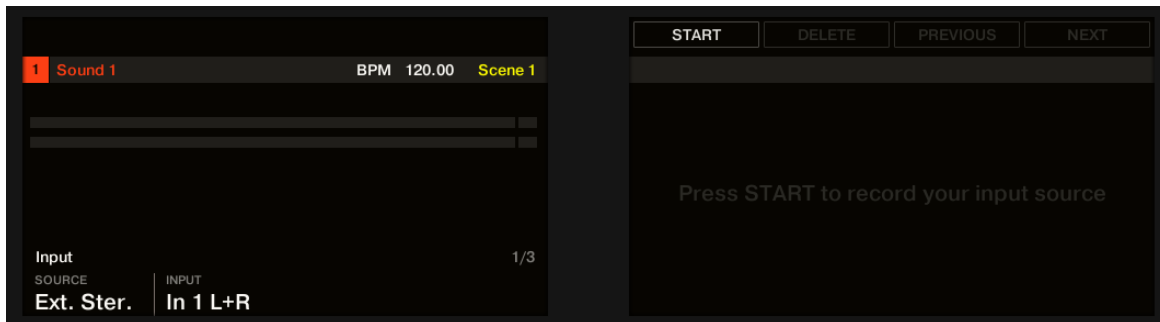 1 Sound 1 BPM 120.00 Scene 1
Input 1/3
SOURCE INPUT
Ext. Ster. In 1 L+R
START DELETE PREVIOUS NEXT
Press START to record your input source